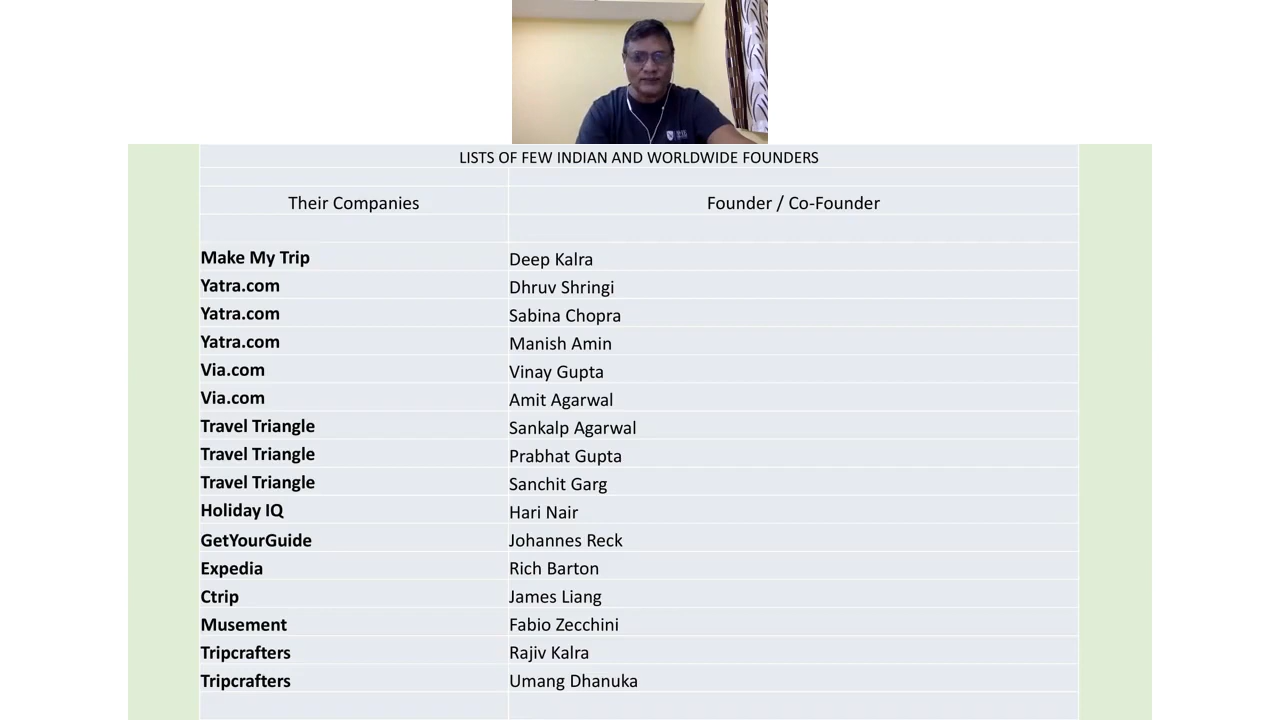 LISTS OF FEW INDIAN AND WORLDWIDE FOUNDERS
Their Companies Founder / Co-Founder
Make My Trip Deep Kalra
Yatra.com Dhruv Shringi
Yatra.com Sabina Chopra
Yatra.com Manish Amin
Via.com Vinay Gupta
Via.com Amit Agarwal
Travel Triangle Sankalp Agarwal
Travel Triangle Prabhat Gupta
Travel Triangle Sanchit Garg
Holiday IQ Hari Nair
GetYourGuide Johannes Reck
Expedia Rich Barton
Ctrip James Liang
Musement Fabio Zecchini
Tripcrafters Rajiv Kalra
Tripcrafters Umang Dhanuka